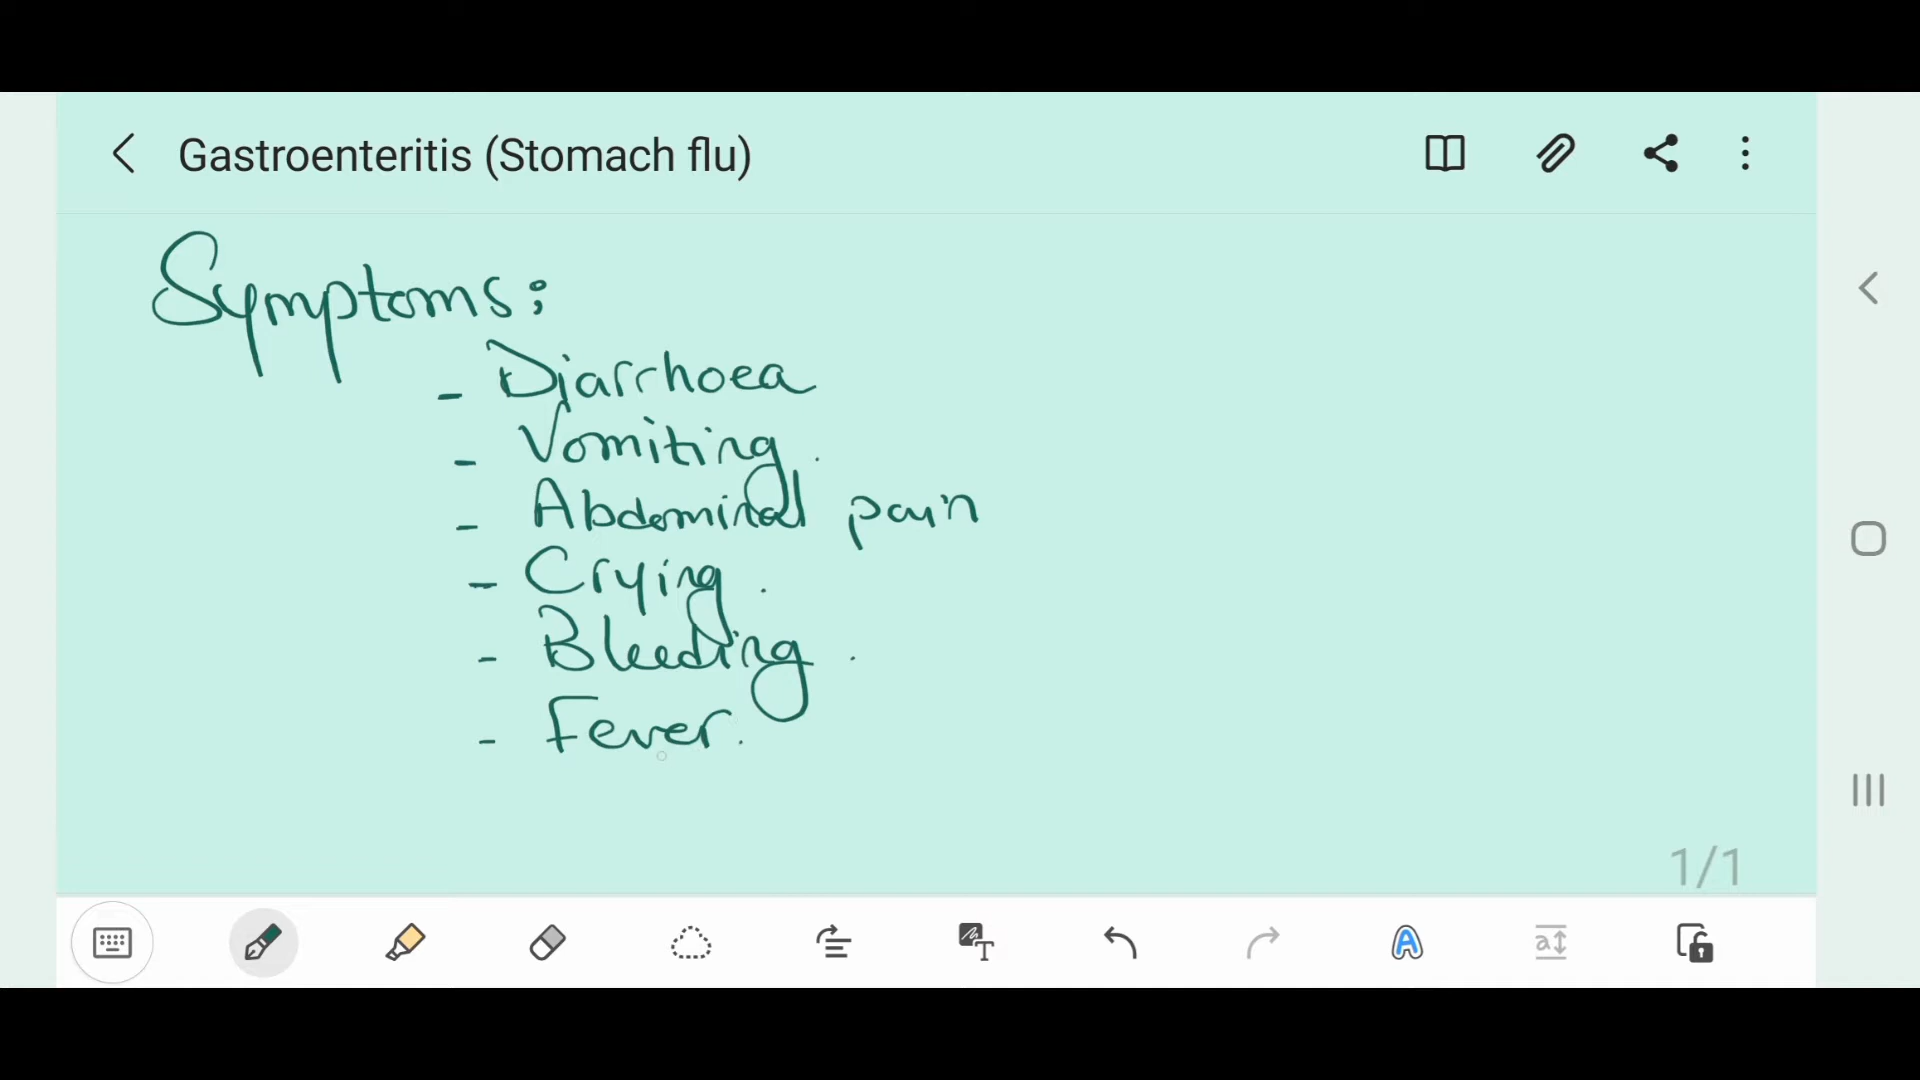 Gastroenteritis (Stomach flu)
Symptoms:
- Diarrhoea
- Vomiting.
- Abdominal pain
- Crying.
- Bleeding.
- Fever.
1/1